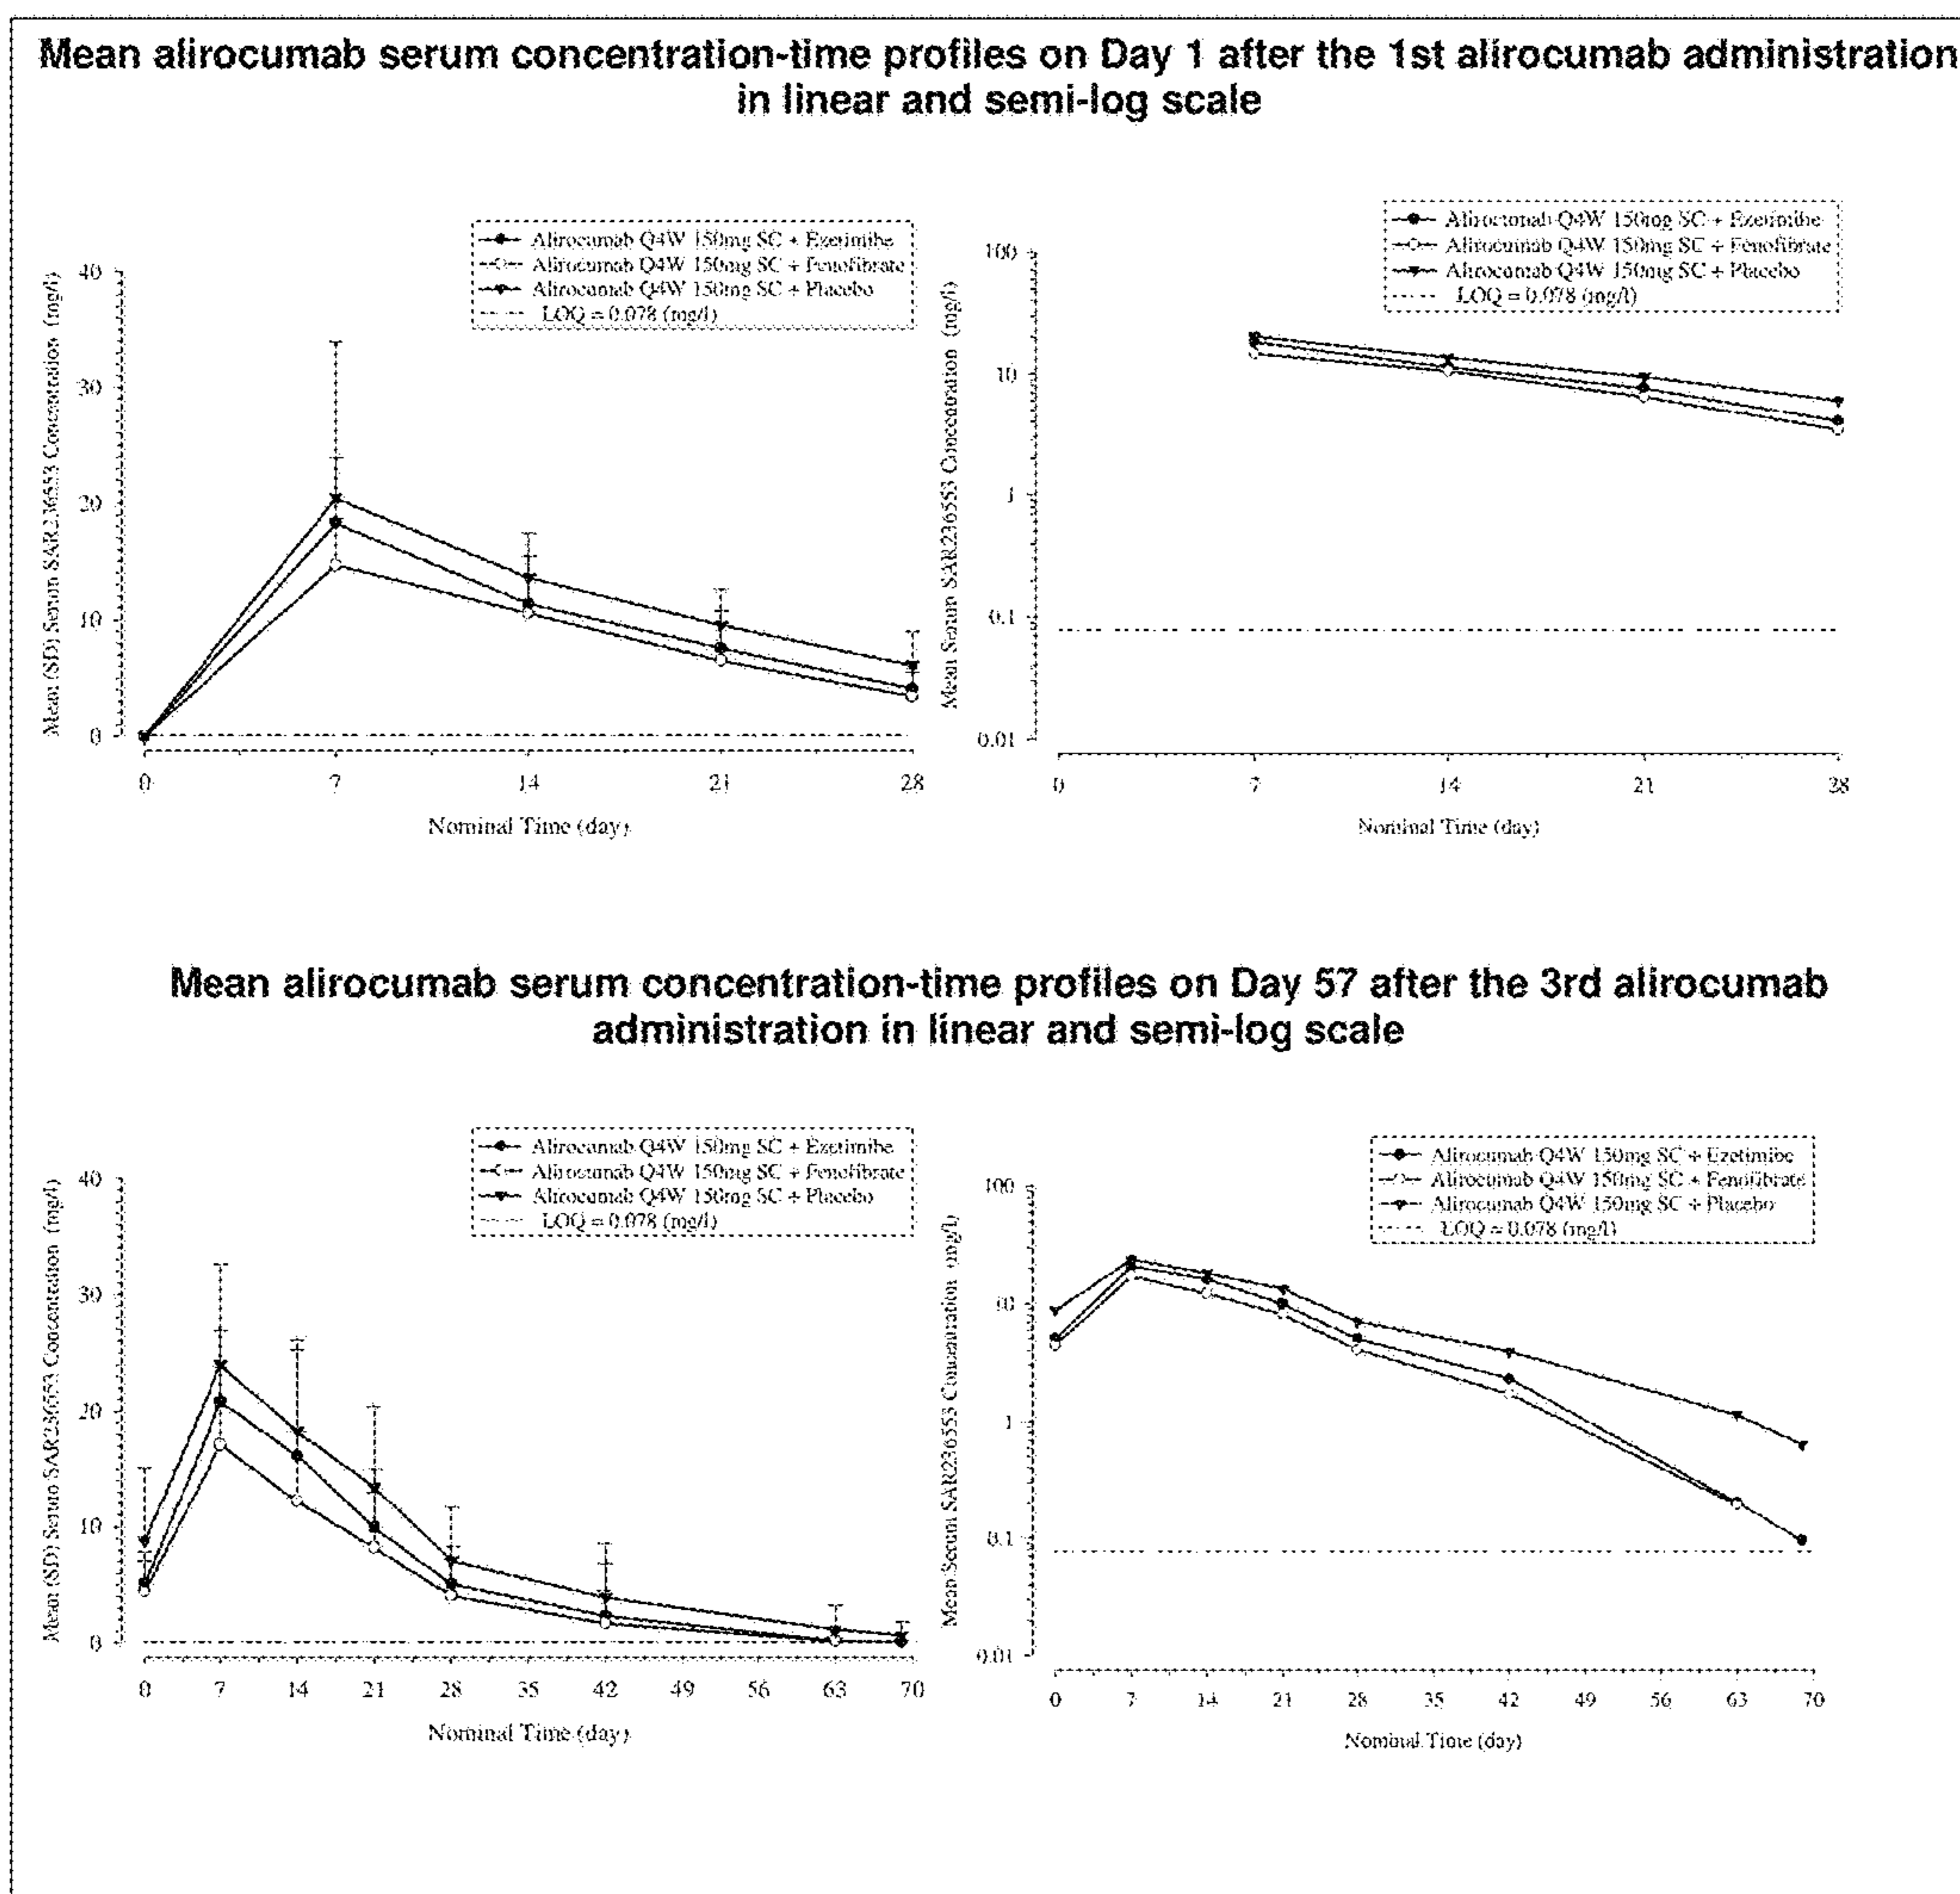 Mean alirocumab serum concentration-time profiles on Day 1 after the 1st alirocumab administration
in linear and semi-log scale
Alirocumab Q4W 150mg SC + Ezetimibe
Alirocumab Q4W 150mg SC + Fenofibrate
Alirocumab Q4W 150mg SC + Placebo
LOQ = 0.078 (mg/l)
Mean (SD) Serum SAR236553 Concentration (mg/l)
40
30
20
10
0
0 7 14 21 28
Nominal Time (day)
Alirocumab Q4W 150mg SC + Ezetimibe
Alirocumab Q4W 150mg SC + Fenofibrate
Alirocumab Q4W 150mg SC + Placebo
LOQ = 0.078 (mg/l)
Mean Serum SAR236553 Concentration (mg/l)
100
10
1
0.1
0.01
0 7 14 21 28
Nominal Time (day)
Mean alirocumab serum concentration-time profiles on Day 57 after the 3rd alirocumab
administration in linear and semi-log scale
Alirocumab Q4W 150mg SC + Ezetimibe
Alirocumab Q4W 150mg SC + Fenofibrate
Alirocumab Q4W 150mg SC + Placebo
LOQ = 0.078 (mg/l)
Mean (SD) Serum SAR236553 Concentration (mg/l)
40
30
20
10
0
0 7 14 21 28 35 42 49 56 63 70
Nominal Time (day)
Alirocumab Q4W 150mg SC + Ezetimibe
Alirocumab Q4W 150mg SC + Fenofibrate
Alirocumab Q4W 150mg SC + Placebo
LOQ = 0.078 (mg/l)
Mean Serum SAR236553 Concentration (mg/l)
100
10
1
0.1
0.01
0 7 14 21 28 35 42 49 56 63 70
Nominal Time (day)